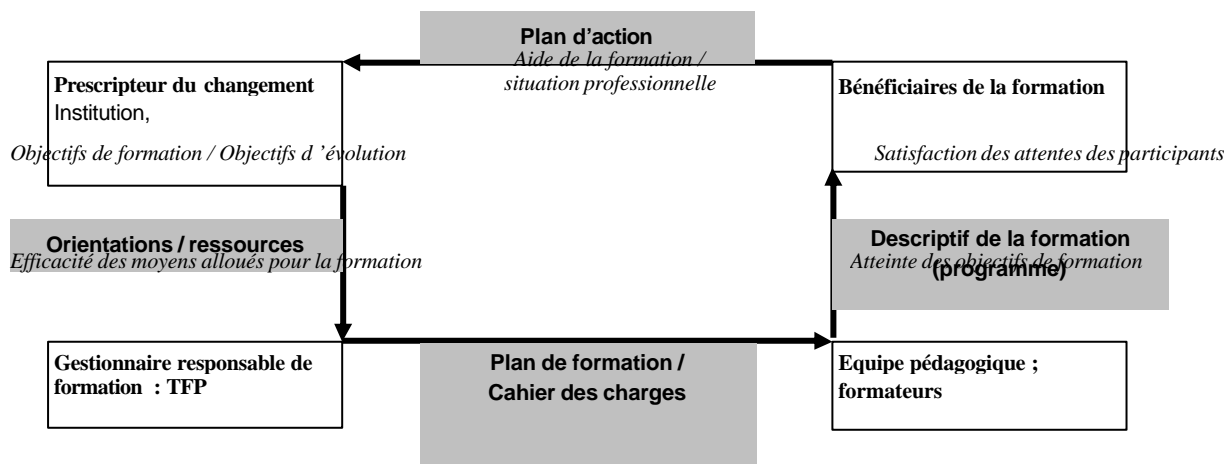 Plan d’action
Aide de la formation /
situation professionnelle
Prescripteur du changement
Institution,
Objectifs de formation / Objectifs d ’évolution
Bénéficiaires de la formation
Satisfaction des attentes des participants
Orientations / ressources
Efficacité des moyens alloués pour la formation
Descriptif de la formation
Atteinte des objectifs de formation
(programme)
Gestionnaire responsable de
formation : TFP
Plan de formation /
Cahier des charges
Equipe pédagogique ;
formateurs